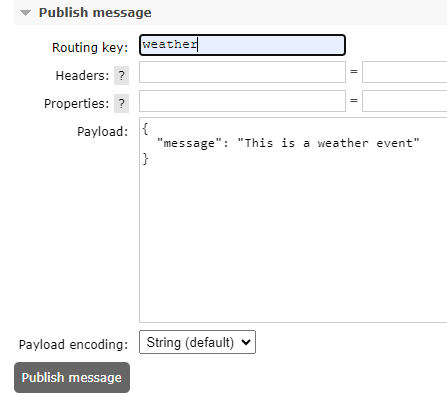 Publish message
Routing key: weather
Headers: ? =
Properties: ? =
Payload: {
"message": "This is a weather event"
}
Payload encoding: String (default)
Publish message